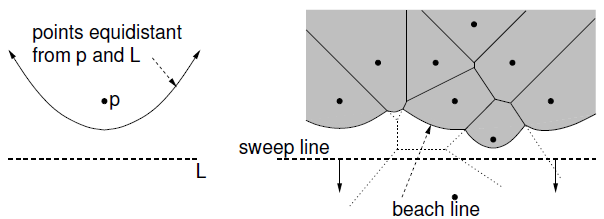 points equidistant
from p and L
p
L
sweep line
beach line